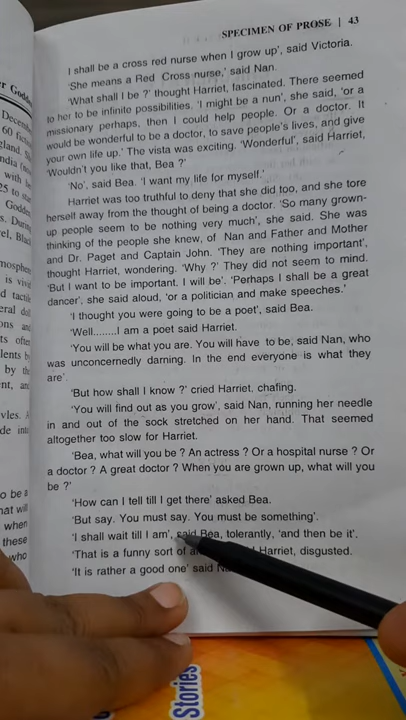 SPECIMEN OF PROSE | 43
I shall be a cross red nurse when I grow up', said Victoria.
'She means a Red Cross nurse,' said Nan.
'What shall I be ?' thought Harriet, fascinated. There seemed
to her to be infinite possibilities. 'I might be a nun', she said, 'or a
missionary perhaps, then I could help people. Or a doctor. It
would be wonderful to be a doctor, to save people's lives, and give
your own life up.' The vista was exciting. 'Wonderful', said Harriet,
'Wouldn't you like that, Bea ?'
'No', said Bea. 'I want my life for myself.'
Harriet was too truthful to deny that she did too, and she tore
herself away from the thought of being a doctor. 'So many grown-
up people seem to be nothing very much', she said. She was
thinking of the people she knew, of Nan and Father and Mother
and Dr. Paget and Captain John. 'They are nothing important',
thought Harriet, wondering. 'Why ?' They did not seem to mind.
'But I want to be important. I will be'. 'Perhaps I shall be a great
dancer', she said aloud, 'or a politician and make speeches.'
'I thought you were going to be a poet', said Bea.
'Well........I am a poet said Harriet.
'You will be what you are. You will have to be, said Nan, who
was unconcernedly darning. In the end everyone is what they
are'.
'But how shall I know ?' cried Harriet, chafing.
'You will find out as you grow', said Nan, running her needle
in and out of the sock stretched on her hand. That seemed
altogether too slow for Harriet.
'Bea, what will you be ? An actress ? Or a hospital nurse ? Or
a doctor ? A great doctor ? When you are grown up, what will you
be ?'
'How can I tell till I get there' asked Bea.
'But say. You must say. You must be something'.
'I shall wait till I am', said Bea, tolerantly, 'and then be it'.
'That is a funny sort of Harriet, disgusted.
'It is rather a good one' said
Stories